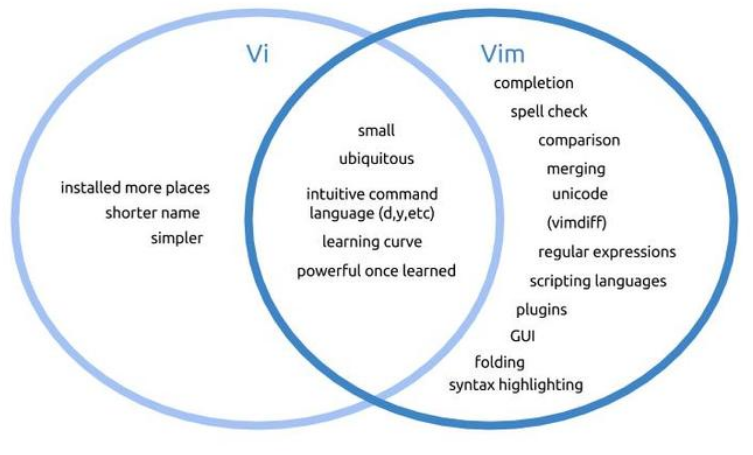 Vi
Vim
installed more places
shorter name
simpler
small
ubiquitous
intuitive command
language (d,y,etc)
learning curve
powerful once learned
completion
spell check
comparison
merging
unicode
(vimdiff)
regular expressions
scripting languages
plugins
GUI
folding
syntax highlighting